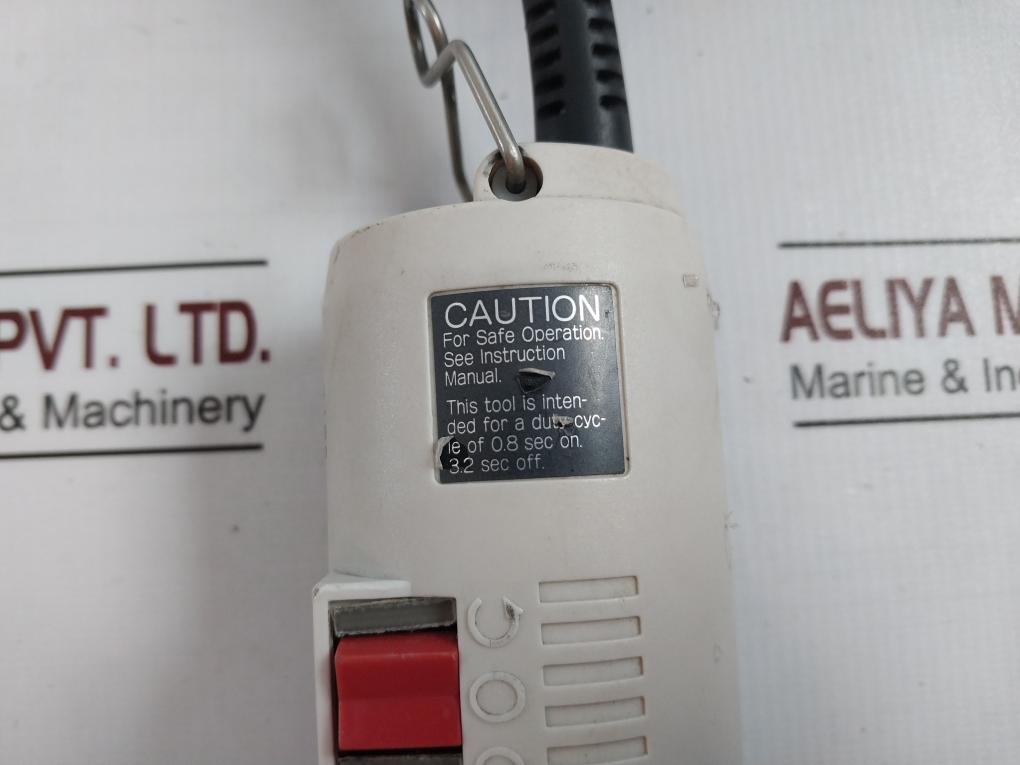 CAUTION
For Safe Operation.
See Instruction
Manual.
This tool is inten-
ded for a duty cyc-
le of 0.8 sec on.
3.2 sec off.
PVT. LTD.
& Machinery
AELIYA M
Marine &